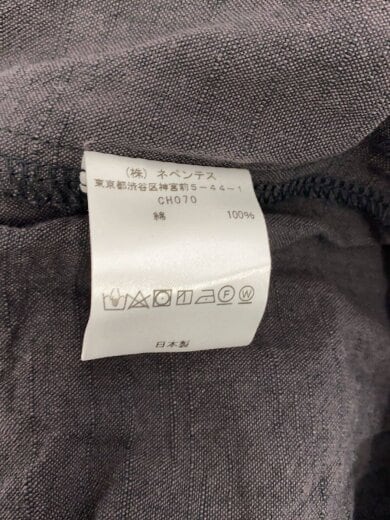 （株）ネペンテス
東京都渋谷区神宮前５－４４－１
CH070
綿 100%
F W
日本製